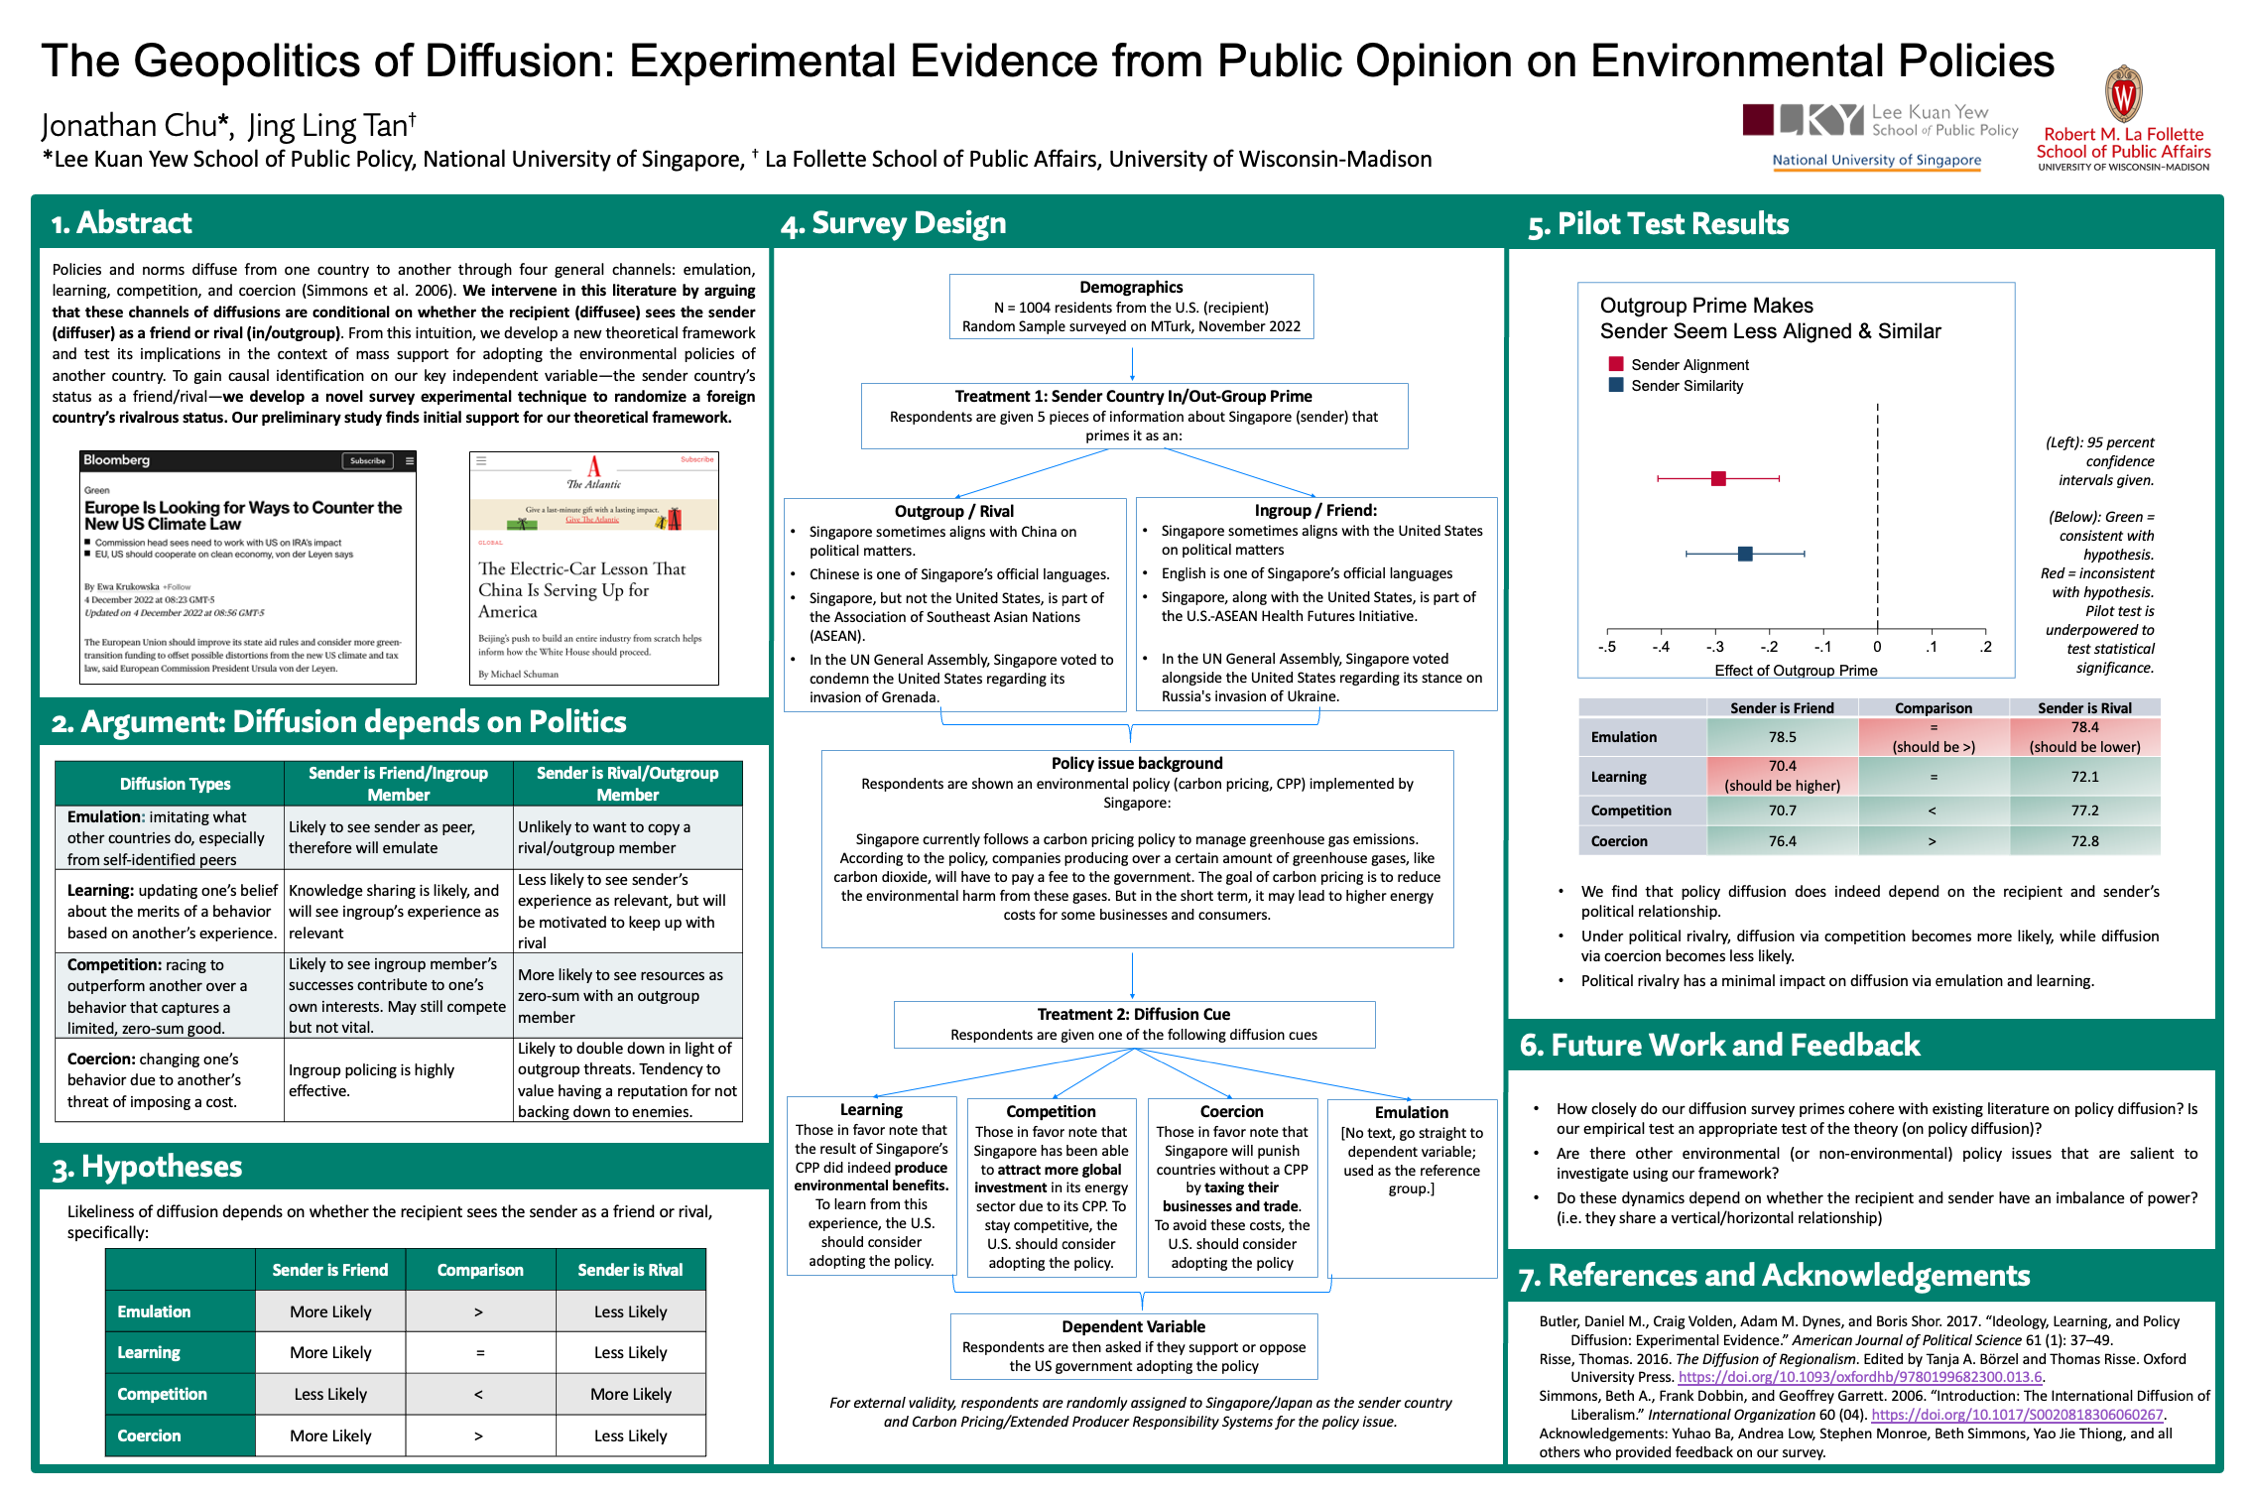 The Geopolitics of Diffusion: Experimental Evidence from Public Opinion on Environmental Policies
Jonathan Chu*, Jing Ling Tan†
*Lee Kuan Yew School of Public Policy, National University of Singapore, † La Follette School of Public Affairs, University of Wisconsin-Madison
LKY Lee Kuan Yew
School of Public Policy
National University of Singapore
W
Robert M. La Follette
School of Public Affairs
UNIVERSITY OF WISCONSIN–MADISON
1. Abstract
Policies and norms diffuse from one country to another through four general channels: emulation,
learning, competition, and coercion (Simmons et al. 2006). We intervene in this literature by arguing
that these channels of diffusions are conditional on whether the recipient (diffusee) sees the sender
(diffuser) as a friend or rival (in/outgroup). From this intuition, we develop a new theoretical framework
and test its implications in the context of mass support for adopting the environmental policies of
another country. To gain causal identification on our key independent variable—the sender country's
status as a friend/rival—we develop a novel survey experimental technique to randomize a foreign
country's rivalrous status. Our preliminary study finds initial support for our theoretical framework.
Bloomberg
Subscribe
Green
Europe Is Looking for Ways to Counter the
New US Climate Law
■ Commission head sees need to work with US on IRA's impact
■ EU, US should cooperate on clean economy, von der Leyen says
By Ewa Krukowska +Follow
4 December 2022 at 08:23 GMT-5
Updated on 4 December 2022 at 08:56 GMT-5
The European Union should improve its state aid rules and consider more green-
transition funding to offset possible distortions from the new US climate and tax
law, said European Commission President Ursula von der Leyen.
A
The Atlantic
Subscribe
Give a last-minute gift with a lasting impact.
Give The Atlantic
GLOBAL
The Electric-Car Lesson That
China Is Serving Up for
America
Beijing's push to build an entire industry from scratch helps
inform how the White House should proceed.
By Michael Schuman
2. Argument: Diffusion depends on Politics
Diffusion Types
Sender is Friend/Ingroup
Member
Sender is Rival/Outgroup
Member
Emulation: imitating what
other countries do, especially
from self-identified peers
Likely to see sender as peer,
therefore will emulate
Unlikely to want to copy a
rival/outgroup member
Learning: updating one's belief
about the merits of a behavior
based on another's experience.
Knowledge sharing is likely, and
will see ingroup's experience as
relevant
Less likely to see sender's
experience as relevant, but will
be motivated to keep up with
rival
Competition: racing to
outperform another over a
behavior that captures a
limited, zero-sum good.
Likely to see ingroup member's
successes contribute to one's
own interests. May still compete
but not vital.
More likely to see resources as
zero-sum with an outgroup
member
Coercion: changing one's
behavior due to another's
threat of imposing a cost.
Ingroup policing is highly
effective.
Likely to double down in light of
outgroup threats. Tendency to
value having a reputation for not
backing down to enemies.
3. Hypotheses
Likeliness of diffusion depends on whether the recipient sees the sender as a friend or rival,
specifically:
Sender is Friend Comparison Sender is Rival
Emulation More Likely > Less Likely
Learning More Likely = Less Likely
Competition Less Likely < More Likely
Coercion More Likely > Less Likely
4. Survey Design
Demographics
N = 1004 residents from the U.S. (recipient)
Random Sample surveyed on MTurk, November 2022
Treatment 1: Sender Country In/Out-Group Prime
Respondents are given 5 pieces of information about Singapore (sender) that
primes it as an:
Outgroup / Rival
• Singapore sometimes aligns with China on
political matters.
• Chinese is one of Singapore's official languages.
• Singapore, but not the United States, is part of
the Association of Southeast Asian Nations
(ASEAN).
• In the UN General Assembly, Singapore voted to
condemn the United States regarding its
invasion of Grenada.
Ingroup / Friend:
• Singapore sometimes aligns with the United States
on political matters
• English is one of Singapore's official languages
• Singapore, along with the United States, is part of
the U.S.-ASEAN Health Futures Initiative.
• In the UN General Assembly, Singapore voted
alongside the United States regarding its stance on
Russia's invasion of Ukraine.
Policy issue background
Respondents are shown an environmental policy (carbon pricing, CPP) implemented by
Singapore:
Singapore currently follows a carbon pricing policy to manage greenhouse gas emissions.
According to the policy, companies producing over a certain amount of greenhouse gases, like
carbon dioxide, will have to pay a fee to the government. The goal of carbon pricing is to reduce
the environmental harm from these gases. But in the short term, it may lead to higher energy
costs for some businesses and consumers.
Treatment 2: Diffusion Cue
Respondents are given one of the following diffusion cues
Learning
Those in favor note that
the result of Singapore's
CPP did indeed produce
environmental benefits.
To learn from this
experience, the U.S.
should consider
adopting the policy.
Competition
Those in favor note that
Singapore has been able
to attract more global
investment in its energy
sector due to its CPP. To
stay competitive, the
U.S. should consider
adopting the policy.
Coercion
Those in favor note that
Singapore will punish
countries without a CPP
by taxing their
businesses and trade.
To avoid these costs, the
U.S. should consider
adopting the policy
Emulation
[No text, go straight to
dependent variable;
used as the reference
group.]
Dependent Variable
Respondents are then asked if they support or oppose
the US government adopting the policy
For external validity, respondents are randomly assigned to Singapore/Japan as the sender country
and Carbon Pricing/Extended Producer Responsibility Systems for the policy issue.
5. Pilot Test Results
Outgroup Prime Makes
Sender Seem Less Aligned & Similar
Sender Alignment
Sender Similarity
-.5 -.4 -.3 -.2 -.1 0 .1 .2
Effect of Outgroup Prime
(Left): 95 percent
confidence
intervals given.
(Below): Green =
consistent with
hypothesis.
Red = inconsistent
with hypothesis.
Pilot test is
underpowered to
test statistical
significance.
Sender is Friend Comparison Sender is Rival
Emulation 78.5 = (should be >) 78.4 (should be lower)
Learning 70.4 (should be higher) = 72.1
Competition 70.7 < 77.2
Coercion 76.4 > 72.8
• We find that policy diffusion does indeed depend on the recipient and sender's
political relationship.
• Under political rivalry, diffusion via competition becomes more likely, while diffusion
via coercion becomes less likely.
• Political rivalry has a minimal impact on diffusion via emulation and learning.
6. Future Work and Feedback
• How closely do our diffusion survey primes cohere with existing literature on policy diffusion? Is
our empirical test an appropriate test of the theory (on policy diffusion)?
• Are there other environmental (or non-environmental) policy issues that are salient to
investigate using our framework?
• Do these dynamics depend on whether the recipient and sender have an imbalance of power?
(i.e. they share a vertical/horizontal relationship)
7. References and Acknowledgements
Butler, Daniel M., Craig Volden, Adam M. Dynes, and Boris Shor. 2017. “Ideology, Learning, and Policy
Diffusion: Experimental Evidence.” American Journal of Political Science 61 (1): 37–49.
Risse, Thomas. 2016. The Diffusion of Regionalism. Edited by Tanja A. Börzel and Thomas Risse. Oxford
University Press. https://doi.org/10.1093/oxfordhb/9780199682300.013.6.
Simmons, Beth A., Frank Dobbin, and Geoffrey Garrett. 2006. “Introduction: The International Diffusion of
Liberalism.” International Organization 60 (04). https://doi.org/10.1017/S0020818306060267.
Acknowledgements: Yuhao Ba, Andrea Low, Stephen Monroe, Beth Simmons, Yao Jie Thiong, and all
others who provided feedback on our survey.